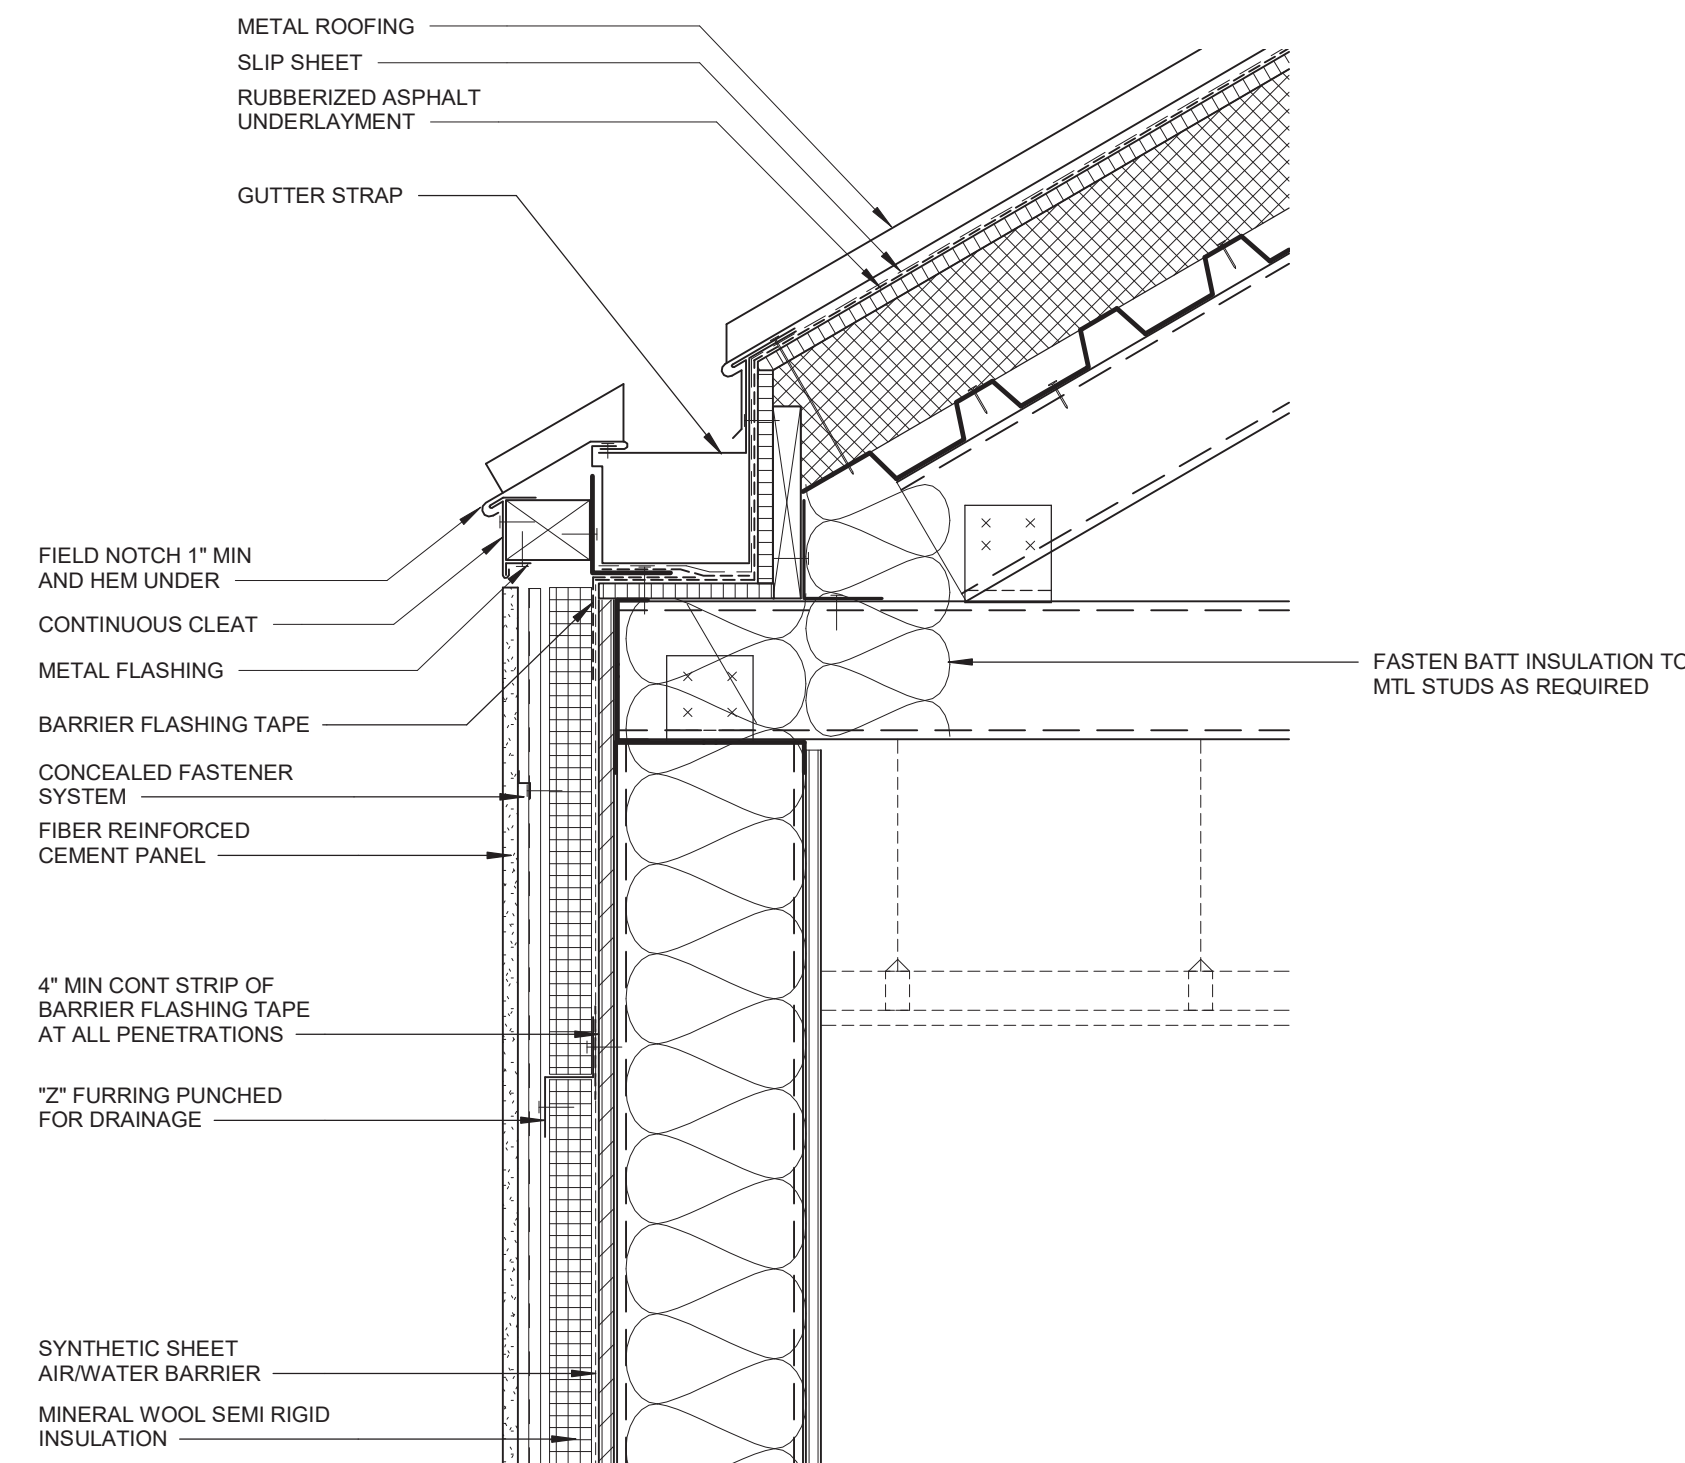 METAL ROOFING
SLIP SHEET
RUBBERIZED ASPHALT
UNDERLAYMENT
GUTTER STRAP
FIELD NOTCH 1" MIN
AND HEM UNDER
CONTINUOUS CLEAT
METAL FLASHING
BARRIER FLASHING TAPE
CONCEALED FASTENER
SYSTEM
FIBER REINFORCED
CEMENT PANEL
4" MIN CONT STRIP OF
BARRIER FLASHING TAPE
AT ALL PENETRATIONS
"Z" FURRING PUNCHED
FOR DRAINAGE
SYNTHETIC SHEET
AIR/WATER BARRIER
MINERAL WOOL SEMI RIGID
INSULATION
FASTEN BATT INSULATION TO
MTL STUDS AS REQUIRED